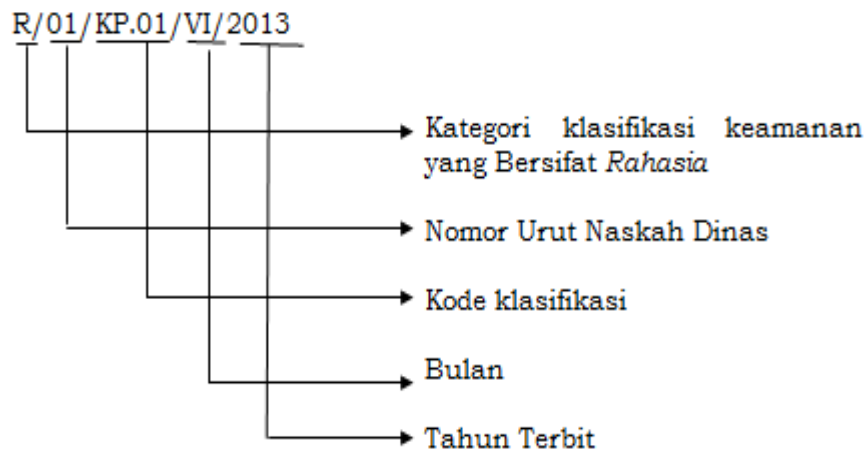 R/01/KP.01/VI/2013
Kategori klasifikasi keamanan
yang Bersifat Rahasia
Nomor Urut Naskah Dinas
Kode klasifikasi
Bulan
Tahun Terbit